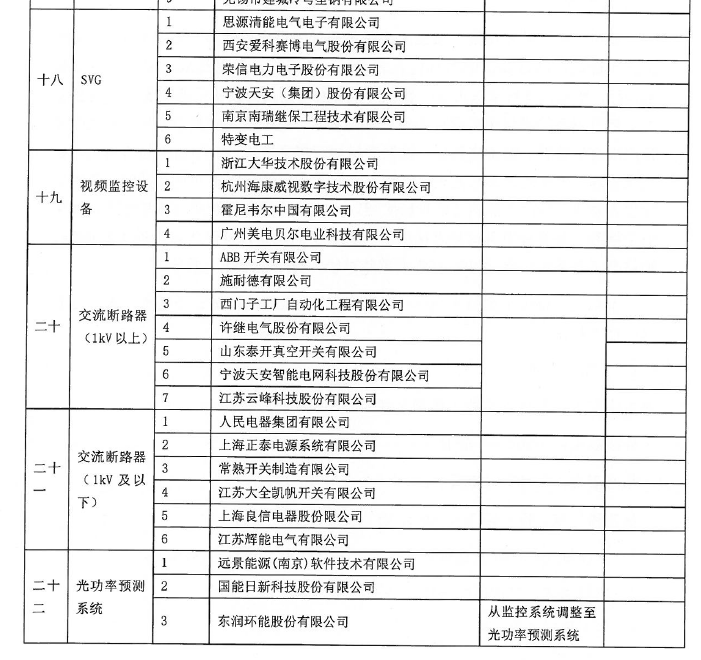 十八 SVG
1 思源清能电气电子有限公司
2 西安爱科赛博电气股份有限公司
3 荣信电力电子股份有限公司
4 宁波天安（集团）股份有限公司
5 南京南瑞继保工程技术有限公司
6 特变电工
十九 视频监控设备
1 浙江大华技术股份有限公司
2 杭州海康威视数字技术股份有限公司
3 霍尼韦尔中国有限公司
4 广州美电贝尔电业科技有限公司
二十 交流断路器（1kV以上）
1 ABB开关有限公司
2 施耐德有限公司
3 西门子工厂自动化工程有限公司
4 许继电气股份有限公司
5 山东泰开真空开关有限公司
6 宁波天安智能电网科技股份有限公司
7 江苏云峰科技股份有限公司
二十一 交流断路器（1kV及以下）
1 人民电器集团有限公司
2 上海正泰电源系统有限公司
3 常熟开关制造有限公司
4 江苏大全凯帆开关有限公司
5 上海良信电器股份限公司
6 江苏辉能电气有限公司
二十二 光功率预测系统
1 远景能源(南京)软件技术有限公司
2 国能日新科技股份有限公司
3 东润环能股份有限公司 从监控系统调整至光功率预测系统